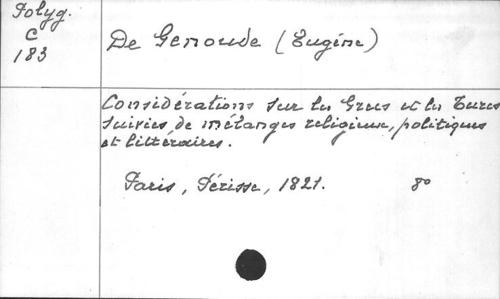 Polyg.
C
183
De Genoude (Eugène)
Considérations sur les Grecs et les Turcs
suivies, de mélanges religieux, politiques
et littéraires.
Paris, Périsse, 1821. 8°